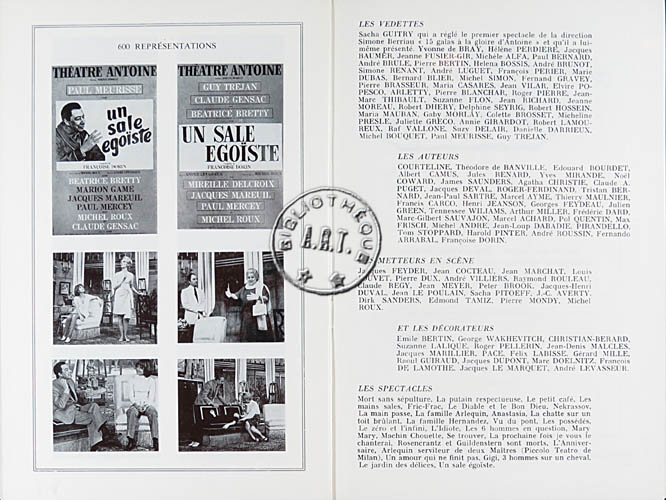 600 REPRÉSENTATIONS
THÉATRE ANTOINE
PAUL MEURISSE
un
sale
egoïste
FRANÇOISE DORIN
BÉATRICE BRETTY
MARION GAME
JACQUES MAREUIL
PAUL MERCEY
MICHEL ROUX
CLAUDE GENSAC
THÉATRE ANTOINE
GUY TRÉJAN
CLAUDE GENSAC
BÉATRICE BRETTY
UN SALE
EGOÏSTE
FRANÇOISE DORIN
MIREILLE DELCROIX
JACQUES MAREUIL
PAUL MERCEY
MICHEL ROUX
BIBLIOTHÈQUE
A.R.T.
LES VEDETTES
Sacha GUITRY qui a réglé le premier spectacle de la direction
Simone Berriau « 15 galas à la gloire d'Antoine » et qu'il a lui-
même présenté. Yvonne de BRAY, Hélène PERDIÈRE, Jacques
BAUMER, Jeanne FUSIER-GIR, Michèle ALFA, Paul BERNARD,
André BRULE, Pierre BERTIN, Héléna BOSSIS, André BRUNOT,
Simone RENANT, André LUGUET, François PERIER, Marie
DUBAS, Bernard BLIER, Michel SIMON, Fernand GRAVEY,
Pierre BRASSEUR, Maria CASARES, Jean VILAR, Elvire PO-
PESCO, ARLETTY, Pierre BLANCHAR, Roger PIERRE, Jean-
Marc THIBAULT, Suzanne FLON, Jean RICHARD, Jeanne
MOREAU, Robert DHERY, Delphine SEYRIG, Robert HOSSEIN,
Maria MAUBAN, Gaby MORLAY, Colette BROSSET, Micheline
PRESLE, Juliette GRECO, Annie GIRARDOT, Robert LAMOU-
REUX, Raf VALLONE, Suzy DELAIR, Danielle DARRIEUX,
Michel BOUQUET, Paul MEURISSE, Guy TREJAN.
LES AUTEURS
COURTELINE, Théodore de BANVILLE, Edouard BOURDET,
Albert CAMUS, Jules RENARD, Yves MIRANDE, Noël
COWARD, James SAUNDERS, Agatha CHRISTIE, Claude A.
PUGET, Jacques DEVAL, ROGER-FERDINAND, Tristan BER-
NARD, Jean-Paul SARTRE, Marcel AYME, Thierry MAULNIER,
Francis CARCO, Henri JEANSON, Georges FEYDEAU, Julien
GREEN, Tennessee WILIAMS, Arthur MILLER, Frédéric DARD,
Marc-Gilbert SAUVAJON, Marcel ACHARD, Pol QUENTIN, Max
FRISCH, Michel ANDRE, Jean-Loup DABADIE, PIRANDELLO,
Tom STOPPARD, Harold PINTER, André ROUSSIN, Fernando
ARRABAL, Françoise DORIN.
METTEURS EN SCÈNE
Jacques FEYDER, Jean COCTEAU, Jean MARCHAT, Louis
JOUVET, Pierre DUX, André VILLIERS, Raymond ROULEAU,
Claude REGY, Jean MEYER, Peter BROOK, Jacques-Henri
DUVAL, Jean LE POULAIN, Sacha PITOEFF, J.-C. AVERTY,
Dirk SANDERS, Edmond TAMIZ, Pierre MONDY, Michel
ROUX.
ET LES DÉCORATEURS
Emile BERTIN, George WAKHEVITCH, CHRISTIAN-BERARD,
Suzanne LALIQUE, Roger PELLERIN, Jean-Denis MALCLES,
Jacques MARILLIER, PACE, Félix LABISSE, Gérard MILLE,
Raoul GUIRAUD, Jacques DUPONT, Marc DOELNITZ, François
DE LAMOTHE, Jacques LE MARQUET, André LEVASSEUR.
LES SPECTACLES
Mort sans sépulture, La putain respectueuse, Le petit café, Les
mains sales, Fric-Frac, Le Diable et le Bon Dieu, Nekrassov,
La main passe, La famille Arlequin, Anastasia, La chatte sur un
toit brûlant, La famille Hernandez, Vu du pont, Les possédés,
Le zéro et l'infini, L'Idiote, Les 6 hommes en question, Mary
Mary, Machin Chouette, Se trouver, La prochaine fois je vous le
chanterai, Rosencrantz et Guildenstern sont morts, L'Anniver-
saire, Arlequin serviteur de deux Maîtres (Piccolo Teatro de
Milan), Un amour qui ne finit pas, Gigi, 3 hommes sur un cheval,
Le jardin des délices, Un sale égoïste.